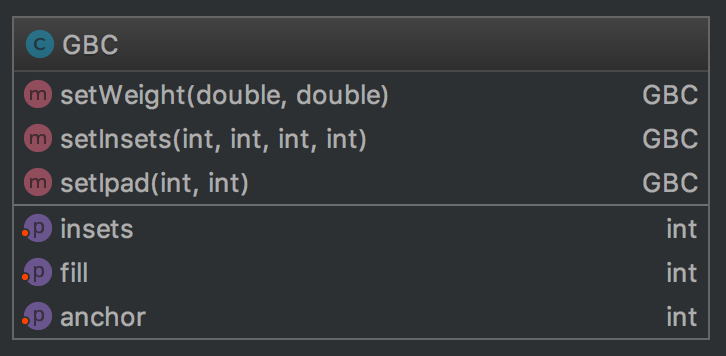 C GBC
m setWeight(double, double) GBC
m setInsets(int, int, int, int) GBC
m setIpad(int, int) GBC
p insets int
p fill int
p anchor int